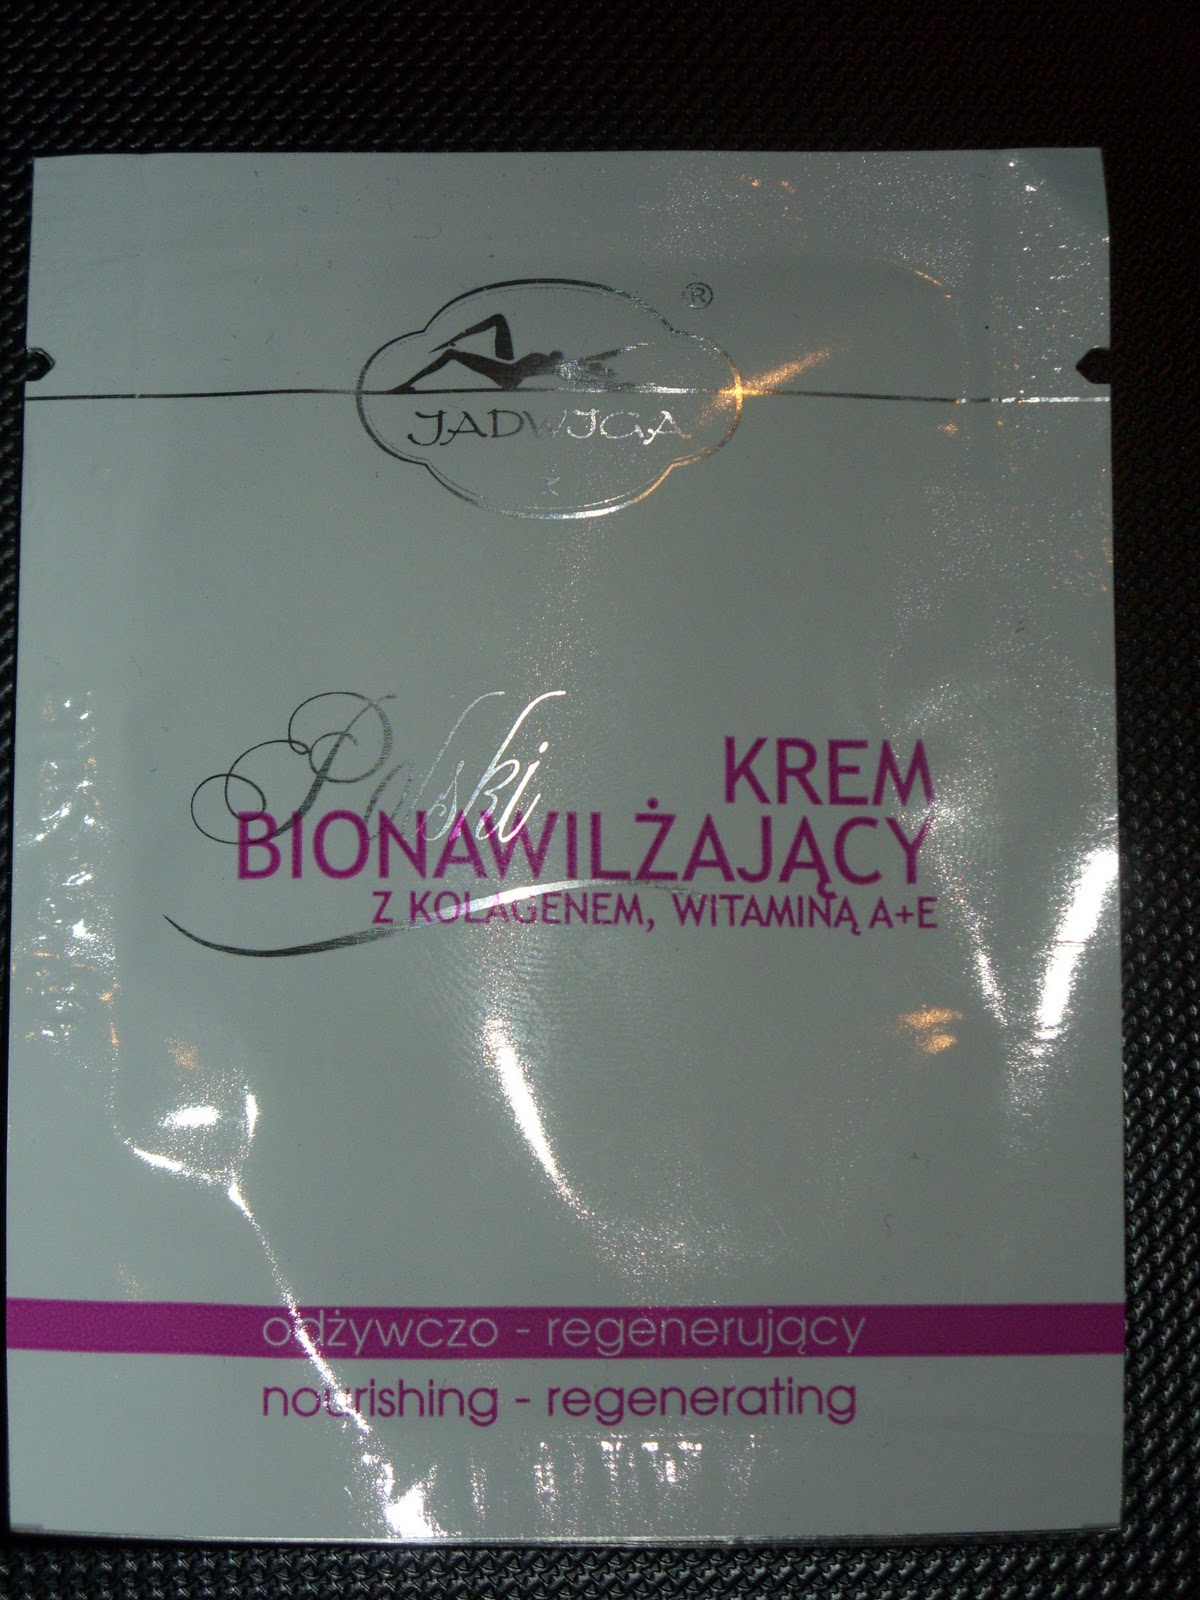 ®
JADWIGA
Polski
KREM
BIONAWILŻAJĄCY
Z KOLAGENEM, WITAMINĄ A+E
odżywczo - regenerujący
nourishing - regenerating